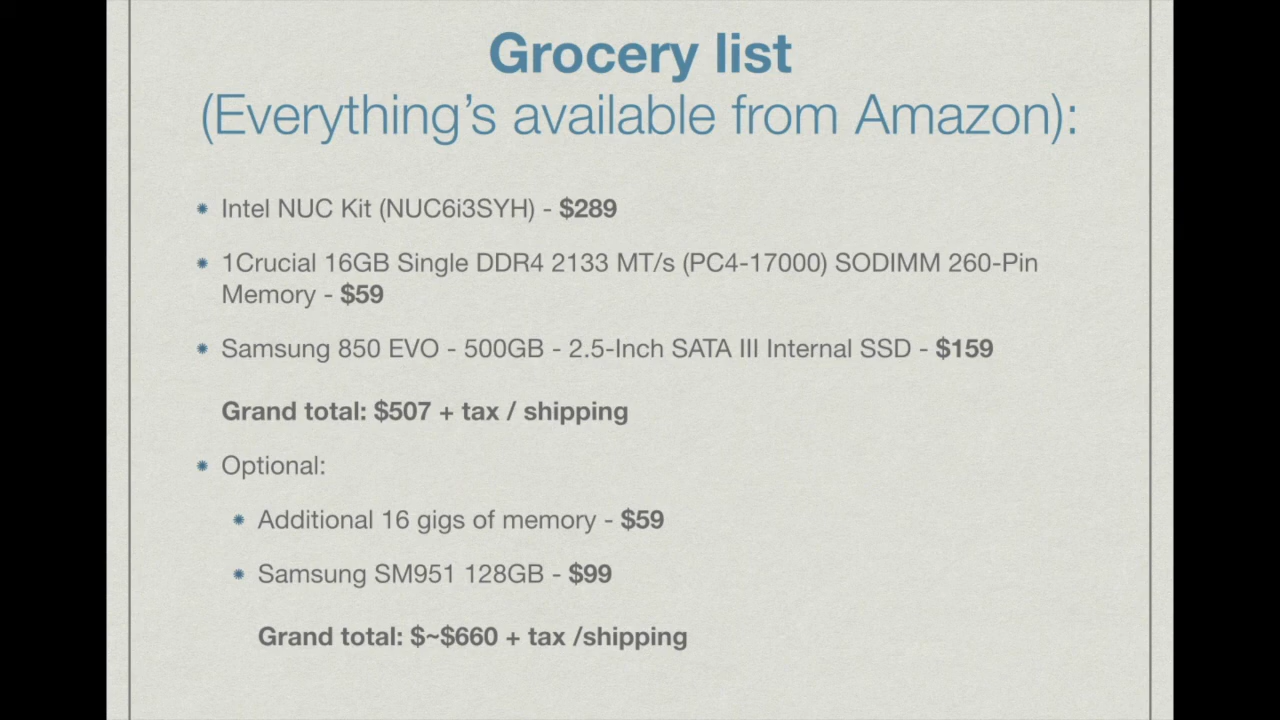 Grocery list
(Everything’s available from Amazon):
Intel NUC Kit (NUC6i3SYH) - $289
1Crucial 16GB Single DDR4 2133 MT/s (PC4-17000) SODIMM 260-Pin
Memory - $59
Samsung 850 EVO - 500GB - 2.5-Inch SATA III Internal SSD - $159
Grand total: $507 + tax / shipping
Optional:
Additional 16 gigs of memory - $59
Samsung SM951 128GB - $99
Grand total: $~$660 + tax /shipping